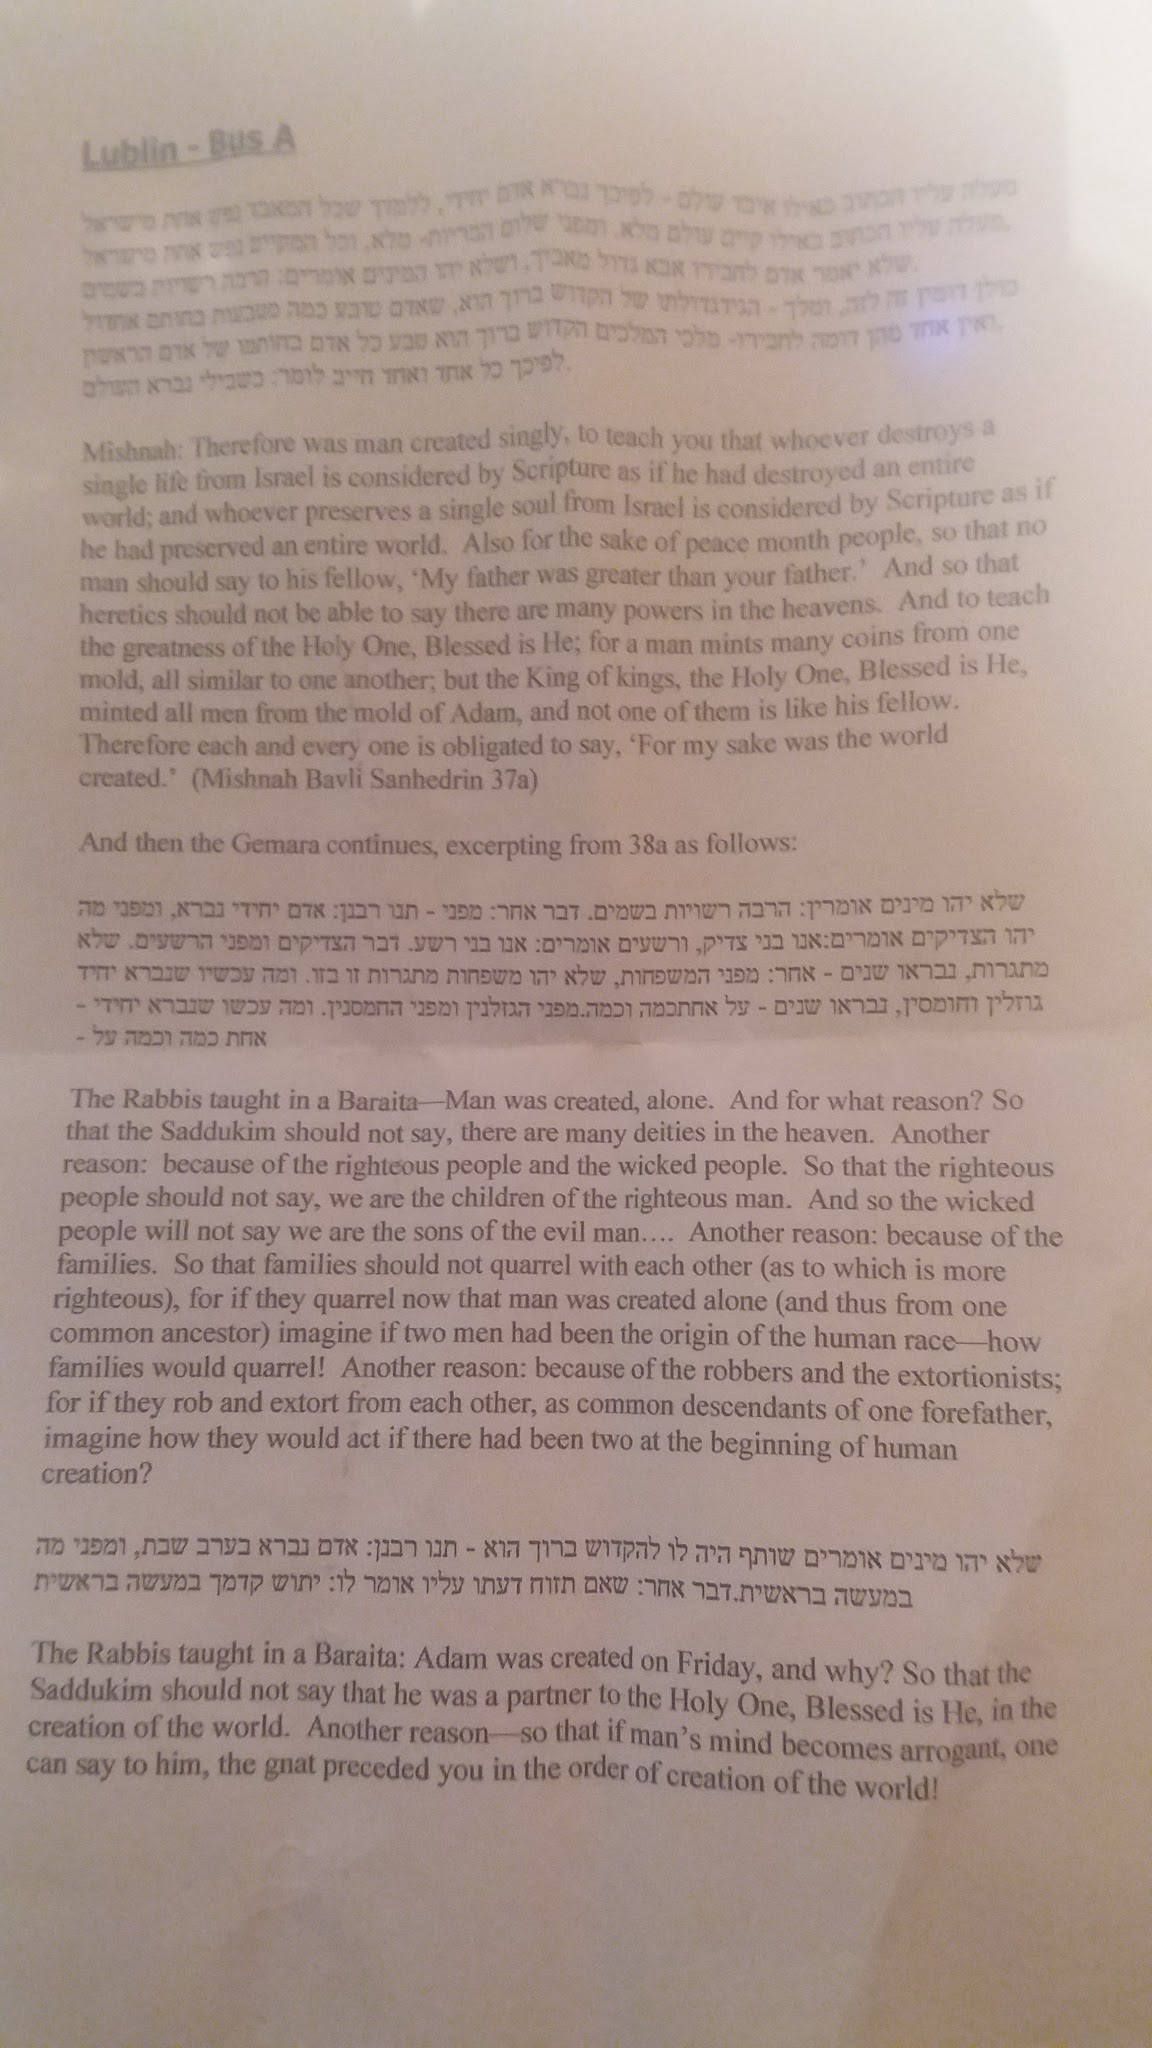 Lublin - Bus A
מעלה עליו הכתוב כאילו איבד עולם - לפיכך נברא אדם יחידי, ללמדך שכל המאבד נפש אחת מישראל
.מעלה עליו הכתוב כאילו קיים עולם מלא, ומפני שלום הבריות- מלא, וכל המקיים נפש אחת מישראל
.שלא יאמר אדם לחבירו אבא גדול מאביך, ושלא יהו המינים אומרים: הרבה רשויות בשמים
כולן דומין זה לזה, ומלך - של הקדוש ברוך הוא, שאדם טובע כמה מטבעות בחותם
.ואין אחד מהן דומה לחבירו- מלכי המלכים הקדוש ברוך הוא טבע כל אדם בחותמו של אדם הראשון
.לפיכך כל אחד ואחד חייב לומר: בשבילי נברא העולם
Mishnah: Therefore was man created singly, to teach you that whoever destroys a
single life from Israel is considered by Scripture as if he had destroyed an entire
world; and whoever preserves a single soul from Israel is considered by Scripture as if
he had preserved an entire world.  Also for the sake of peace month people, so that no
man should say to his fellow, ‘My father was greater than your father.’  And so that
heretics should not be able to say there are many powers in the heavens.  And to teach
the greatness of the Holy One, Blessed is He; for a man mints many coins from one
mold, all similar to one another; but the King of kings, the Holy One, Blessed is He,
minted all men from the mold of Adam, and not one of them is like his fellow.
Therefore each and every one is obligated to say, ‘For my sake was the world
created.’  (Mishnah Bavli Sanhedrin 37a)
And then the Gemara continues, excerpting from 38a as follows:
שלא יהו מינים אומרין: הרבה רשויות בשמים. דבר אחר: מפני - תנו רבנן: אדם יחידי נברא, ומפני מה
יהו הצדיקים אומרים:אנו בני צדיק, ורשעים אומרים: אנו בני רשע. דבר הצדיקים ומפני הרשעים. שלא
מתגרות, נבראו שנים - אחר: מפני המשפחות, שלא יהו משפחות מתגרות זו בזו. ומה עכשיו שנברא יחיד
גוזלין וחומסין, נבראו שנים - על אחתכמה וכמה.מפני הגזלנין ומפני החמסנין. ומה עכשו שנברא יחידי -
אחת כמה וכמה על -
The Rabbis taught in a Baraita—Man was created, alone.  And for what reason? So
that the Saddukim should not say, there are many deities in the heaven.  Another
reason:  because of the righteous people and the wicked people.  So that the righteous
people should not say, we are the children of the righteous man.  And so the wicked
people will not say we are the sons of the evil man….  Another reason: because of the
families.  So that families should not quarrel with each other (as to which is more
righteous), for if they quarrel now that man was created alone (and thus from one
common ancestor) imagine if two men had been the origin of the human race—how
families would quarrel!  Another reason: because of the robbers and the extortionists;
for if they rob and extort from each other, as common descendants of one forefather,
imagine how they would act if there had been two at the beginning of human
creation?
שלא יהו מינים אומרים שותף היה לו להקדוש ברוך הוא - תנו רבנן: אדם נברא בערב שבת, ומפני מה
במעשה בראשית.דבר אחר: שאם תזוח דעתו עליו אומר לו: יתוש קדמך במעשה בראשית
The Rabbis taught in a Baraita: Adam was created on Friday, and why? So that the
Saddukim should not say that he was a partner to the Holy One, Blessed is He, in the
creation of the world.  Another reason—so that if man’s mind becomes arrogant, one
can say to him, the gnat preceded you in the order of creation of the world!